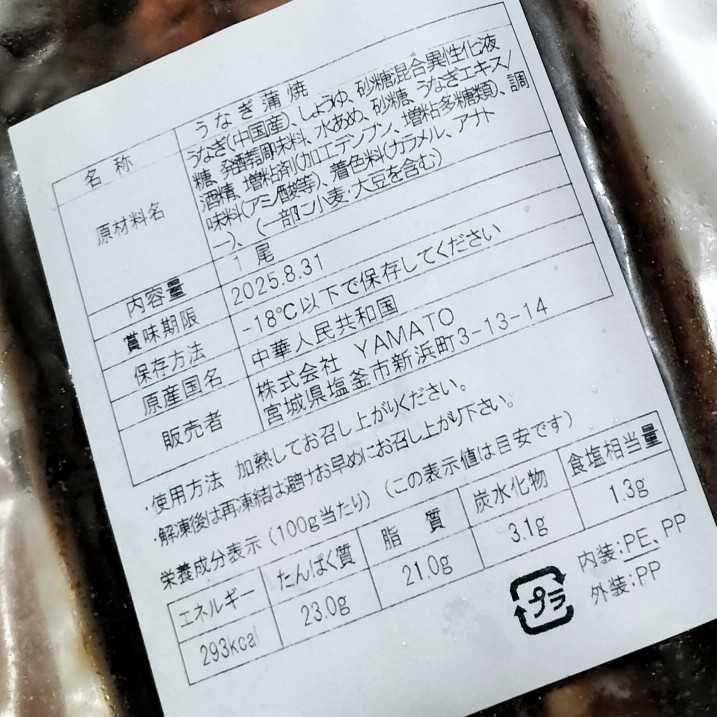 名称 うなぎ蒲焼
原材料名 うなぎ(中国産)、しょうゆ、砂糖混合異性化液
糖、発酵調味料、水あめ、砂糖、うなぎエキス/
酒精、増粘剤(加工デンプン、増粘多糖類)、調
味料(アミノ酸等)、着色料(カラメル、アナト
ー)、(一部に小麦・大豆を含む)
内容量 1尾
賞味期限 2025.8.31
保存方法 -18℃以下で保存してください
原産国名 中華人民共和国
販売者 株式会社 YAMATO
宮城県塩釜市新浜町3-13-14
・使用方法 加熱してお召し上がりください。
・解凍後は再凍結は避けお早めにお召し上がり下さい。
栄養成分表示(100g当たり)(この表示値は目安です)
エネルギー たんぱく質 脂質 炭水化物 食塩相当量
293kcal 23.0g 21.0g 3.1g 1.3g
プラ
内装:PE、PP
外装:PP